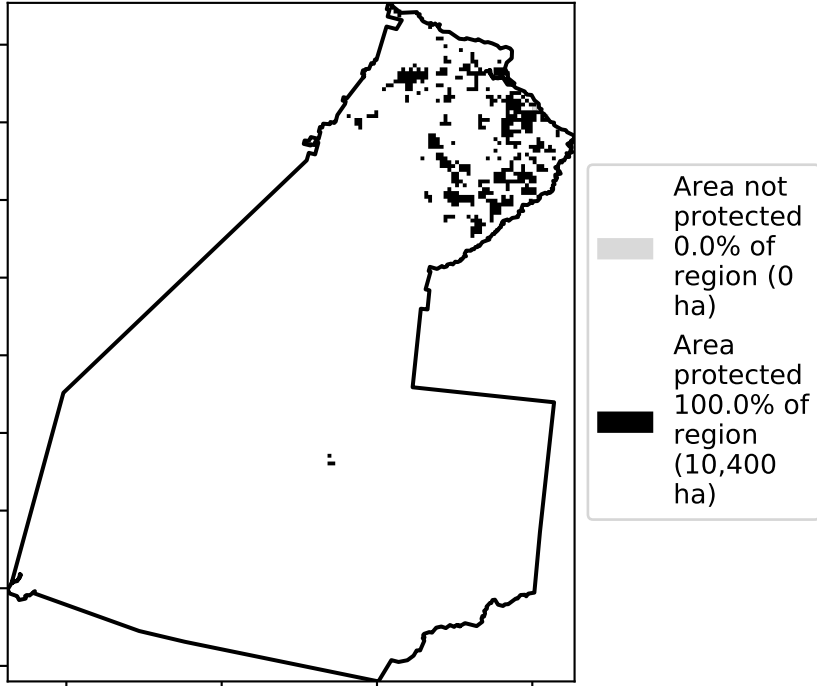 Area not
protected
0.0% of
region (0
ha)
Area
protected
100.0% of
region
(10,400
ha)